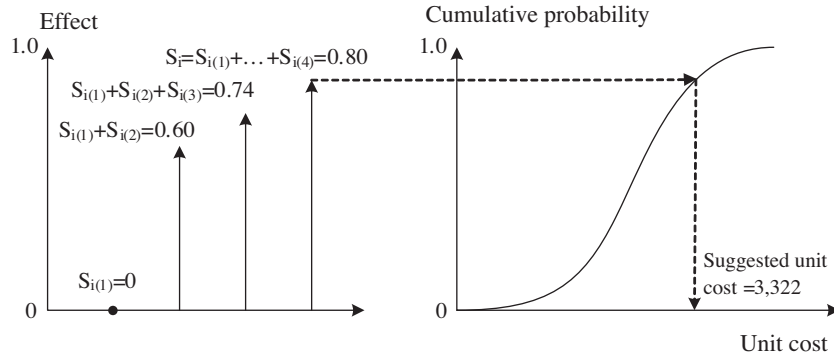 Effect
1.0
S_i=S_i(1)+…+S_i(4)=0.80
S_i(1)+S_i(2)+S_i(3)=0.74
S_i(1)+S_i(2)=0.60
S_i(1)=0
0
Cumulative probability
1.0
Suggested unit
cost =3,322
0
Unit cost